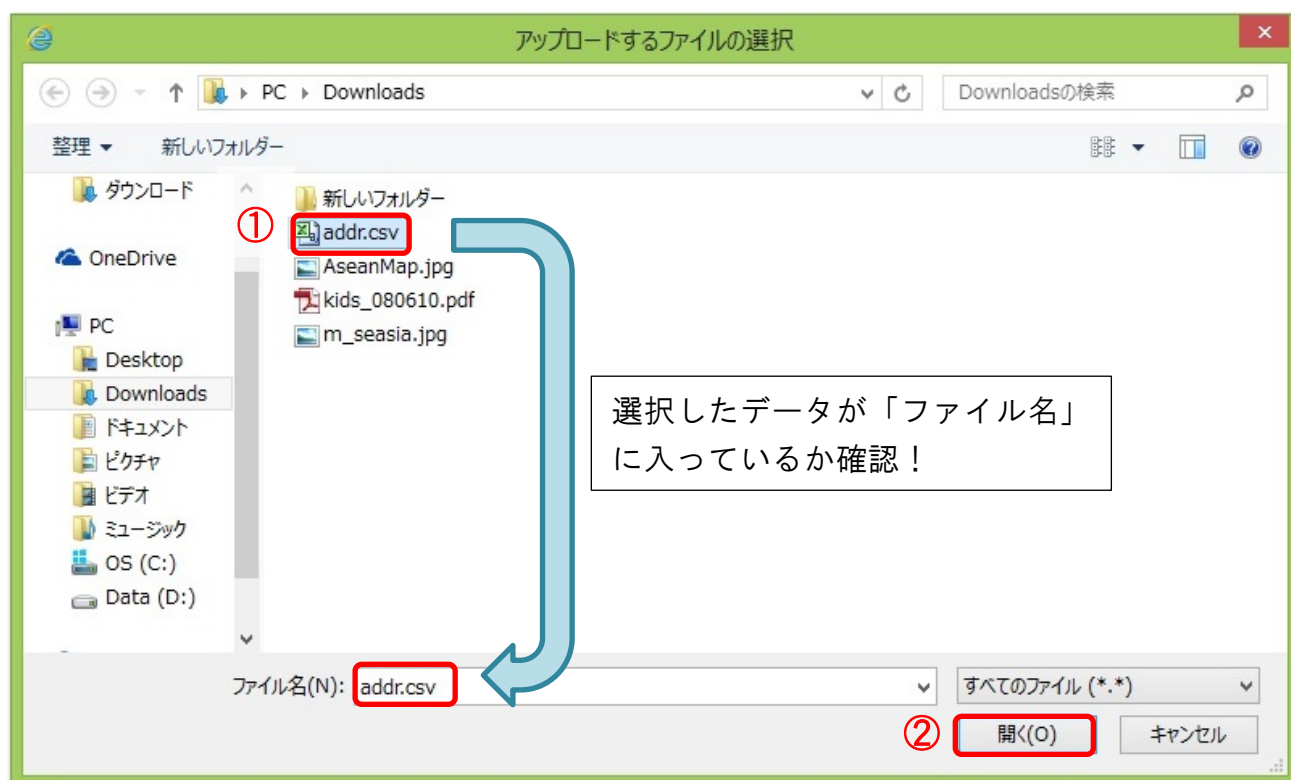 アップロードするファイルの選択
PC Downloads
Downloadsの検索
整理 新しいフォルダー
ダウンロード
OneDrive
PC
Desktop
Downloads
ドキュメント
ピクチャ
ビデオ
ミュージック
OS (C:)
Data (D:)
新しいフォルダー
① addr.csv
AseanMap.jpg
kids_080610.pdf
m_seasia.jpg
選択したデータが「ファイル名」
に入っているか確認！
ファイル名(N): addr.csv
すべてのファイル (*.*)
② 開く(O) キャンセル